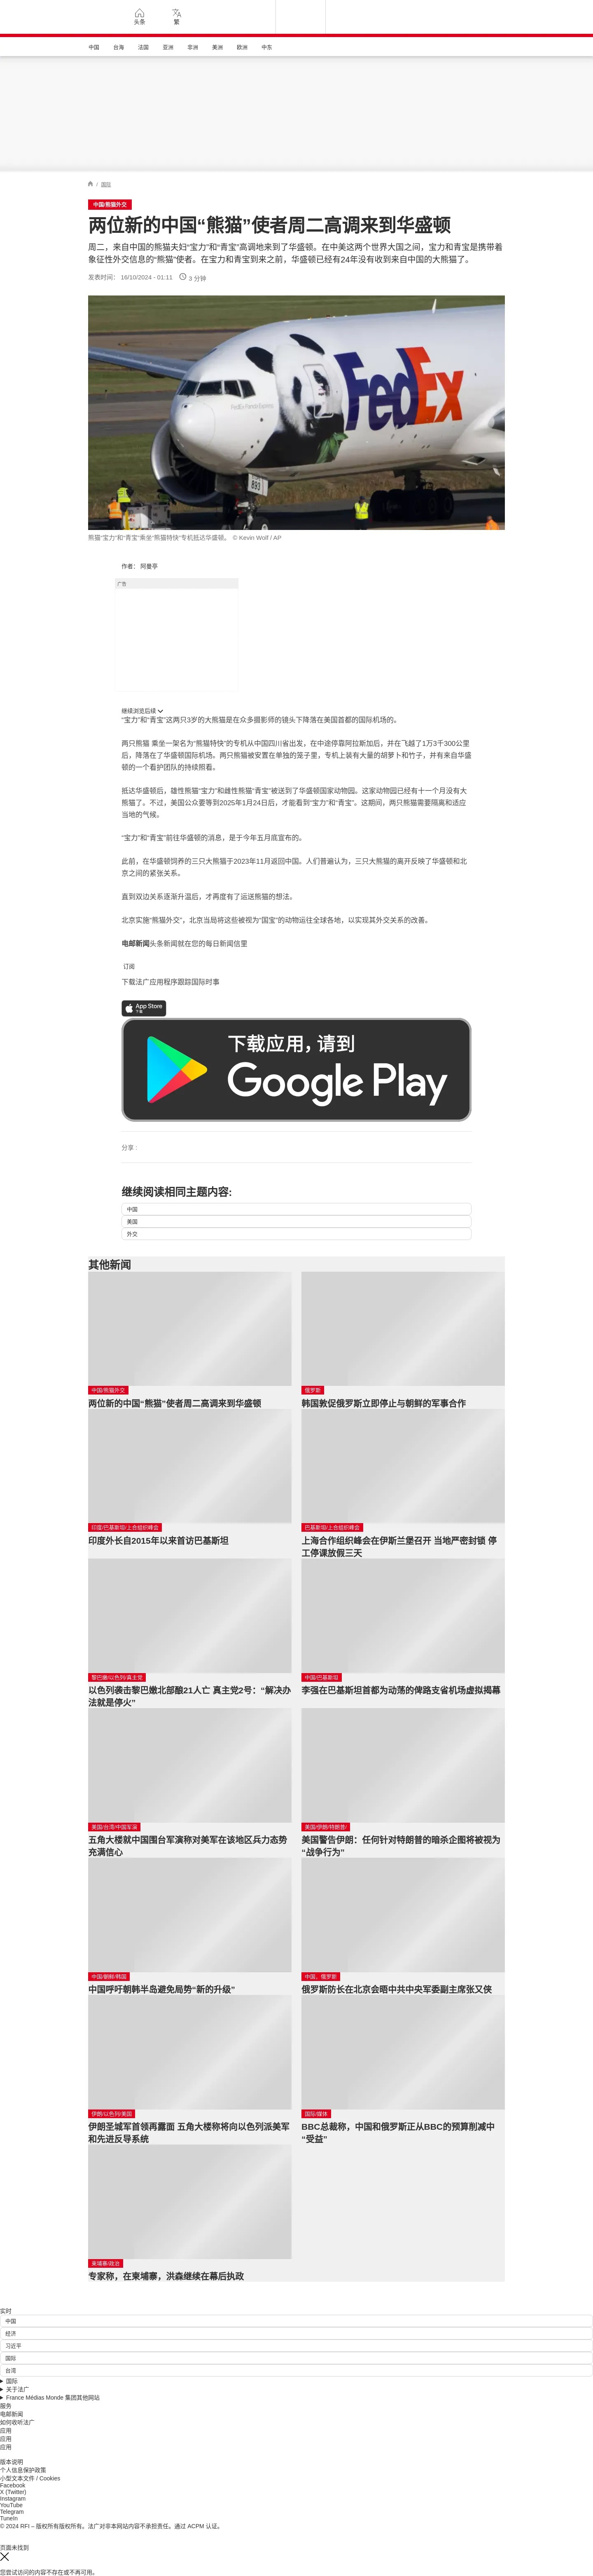 头条
繁
中国 台海 法国 亚洲 非洲 美洲 欧洲 中东
/ 国际
中国/熊猫外交
两位新的中国“熊猫”使者周二高调来到华盛顿
周二，来自中国的熊猫夫妇“宝力”和“青宝”高调地来到了华盛顿。在中美这两个世界大国之间，宝力和青宝是携带着
象征性外交信息的“熊猫”使者。在宝力和青宝到来之前，华盛顿已经有24年没有收到来自中国的大熊猫了。
发表时间： 16/10/2024 - 01:11 3 分钟
FedEx
FedEx Panda Express
892
熊猫“宝力”和“青宝”乘坐“熊猫特快”专机抵达华盛顿。 © Kevin Wolf / AP
作者： 阿曼亭
广告
继续浏览后续
“宝力”和“青宝”这两只3岁的大熊猫是在众多摄影师的镜头下降落在美国首都的国际机场的。
两只熊猫 乘坐一架名为“熊猫特快”的专机从中国四川省出发，在中途停靠阿拉斯加后，并在飞越了1万3千300公里
后，降落在了华盛顿国际机场。两只熊猫被安置在单独的笼子里，专机上装有大量的胡萝卜和竹子，并有来自华盛
顿的一个看护团队的持续照看。
抵达华盛顿后，雄性熊猫“宝力”和雌性熊猫“青宝”被送到了华盛顿国家动物园。这家动物园已经有十一个月没有大
熊猫了。不过，美国公众要等到2025年1月24日后，才能看到“宝力”和“青宝”。这期间，两只熊猫需要隔离和适应
当地的气候。
“宝力”和“青宝”前往华盛顿的消息，是于今年五月底宣布的。
此前，在华盛顿饲养的三只大熊猫于2023年11月返回中国。人们普遍认为，三只大熊猫的离开反映了华盛顿和北
京之间的紧张关系。
直到双边关系逐渐升温后，才再度有了运送熊猫的想法。
北京实施“熊猫外交”，北京当局将这些被视为“国宝”的动物运往全球各地，以实现其外交关系的改善。
电邮新闻头条新闻就在您的每日新闻信里
订阅
下载法广应用程序跟踪国际时事
App Store
下载
下载应用，请到
Google Play
分享 :
继续阅读相同主题内容:
中国
美国
外交
其他新闻
中国/熊猫外交
两位新的中国“熊猫”使者周二高调来到华盛顿
俄罗斯
韩国敦促俄罗斯立即停止与朝鲜的军事合作
印度/巴基斯坦/上合组织峰会
印度外长自2015年以来首访巴基斯坦
巴基斯坦/上合组织峰会
上海合作组织峰会在伊斯兰堡召开 当地严密封锁 停
工停课放假三天
黎巴嫩/以色列/真主党
以色列袭击黎巴嫩北部酿21人亡 真主党2号：“解决办
法就是停火”
中国/巴基斯坦
李强在巴基斯坦首都为动荡的俾路支省机场虚拟揭幕
美国/台湾/中国军演
五角大楼就中国围台军演称对美军在该地区兵力态势
充满信心
美国/伊朗/特朗普/
美国警告伊朗：任何针对特朗普的暗杀企图将被视为
“战争行为”
中国/朝鲜/韩国
中国呼吁朝韩半岛避免局势“新的升级”
中国、俄罗斯
俄罗斯防长在北京会晤中共中央军委副主席张又侠
伊朗/以色列/美国
伊朗圣城军首领再露面 五角大楼称将向以色列派美军
和先进反导系统
国际/媒体
BBC总裁称，中国和俄罗斯正从BBC的预算削减中
“受益”
柬埔寨/政治
专家称，在柬埔寨，洪森继续在幕后执政
实时
中国
经济
习近平
国际
台湾
国际
关于法广
France Médias Monde 集团其他网站
服务
电邮新闻
如何收听法广
应用
应用
应用
版本说明
个人信息保护政策
小型文本文件 / Cookies
Facebook
X (Twitter)
Instagram
YouTube
Telegram
TuneIn
© 2024 RFI – 版权所有版权所有。法广对非本网站内容不承担责任。通过 ACPM 认证。
页面未找到
您尝试访问的内容不存在或不再可用。